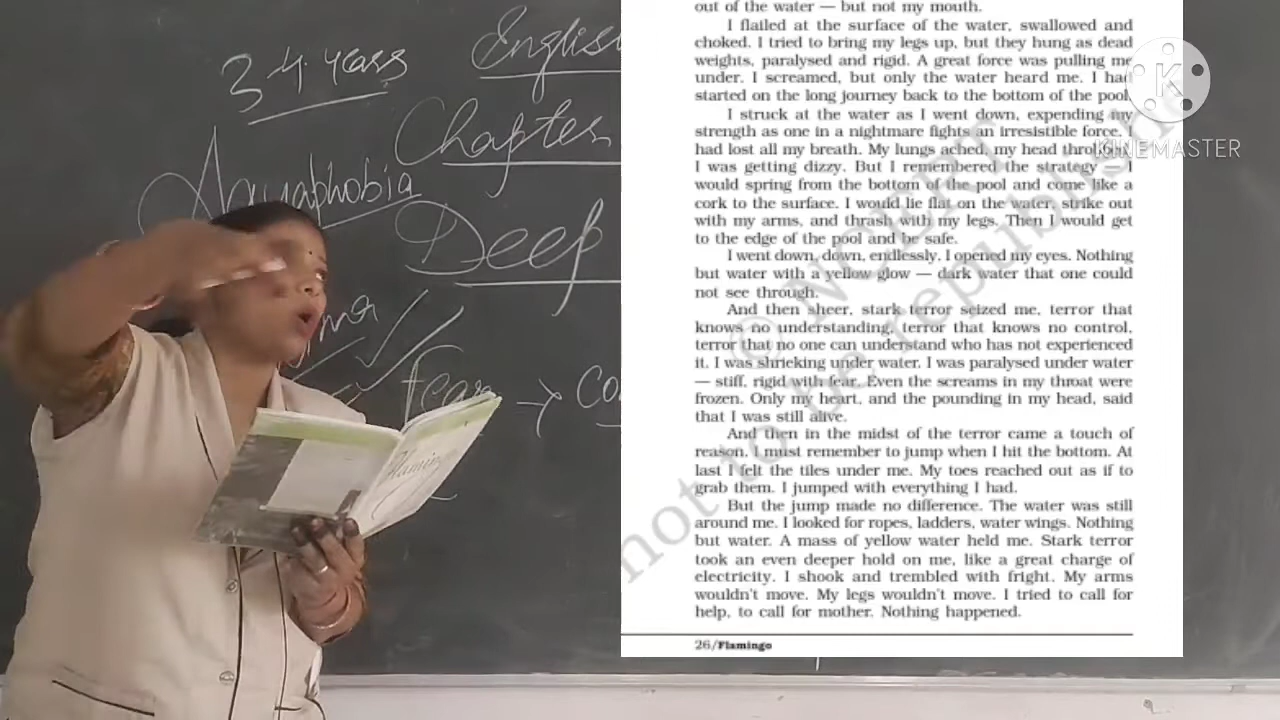 3-4 years
English
Chapter
Aquaphobia
Deep
Fear → Co
Flamingo
out of the water — but not my mouth.
I flailed at the surface of the water, swallowed and
choked. I tried to bring my legs up, but they hung as dead
weights, paralysed and rigid. A great force was pulling me
under. I screamed, but only the water heard me. I had
started on the long journey back to the bottom of the pool.
I struck at the water as I went down, expending my
strength as one in a nightmare fights an irresistible force. I
had lost all my breath. My lungs ached, my head throbbed.
I was getting dizzy. But I remembered the strategy — I
would spring from the bottom of the pool and come like a
cork to the surface. I would lie flat on the water, strike out
with my arms, and thrash with my legs. Then I would get
to the edge of the pool and be safe.
I went down, down, endlessly. I opened my eyes. Nothing
but water with a yellow glow — dark water that one could
not see through.
And then sheer, stark terror seized me, terror that
knows no understanding, terror that knows no control,
terror that no one can understand who has not experienced
it. I was shrieking under water. I was paralysed under water
— stiff, rigid with fear. Even the screams in my throat were
frozen. Only my heart, and the pounding in my head, said
that I was still alive.
And then in the midst of the terror came a touch of
reason. I must remember to jump when I hit the bottom. At
last I felt the tiles under me. My toes reached out as if to
grab them. I jumped with everything I had.
But the jump made no difference. The water was still
around me. I looked for ropes, ladders, water wings. Nothing
but water. A mass of yellow water held me. Stark terror
took an even deeper hold on me, like a great charge of
electricity. I shook and trembled with fright. My arms
wouldn't move. My legs wouldn't move. I tried to call for
help, to call for mother. Nothing happened.
26/Flamingo
© NCERT
not to be republished
K
KINEMASTER